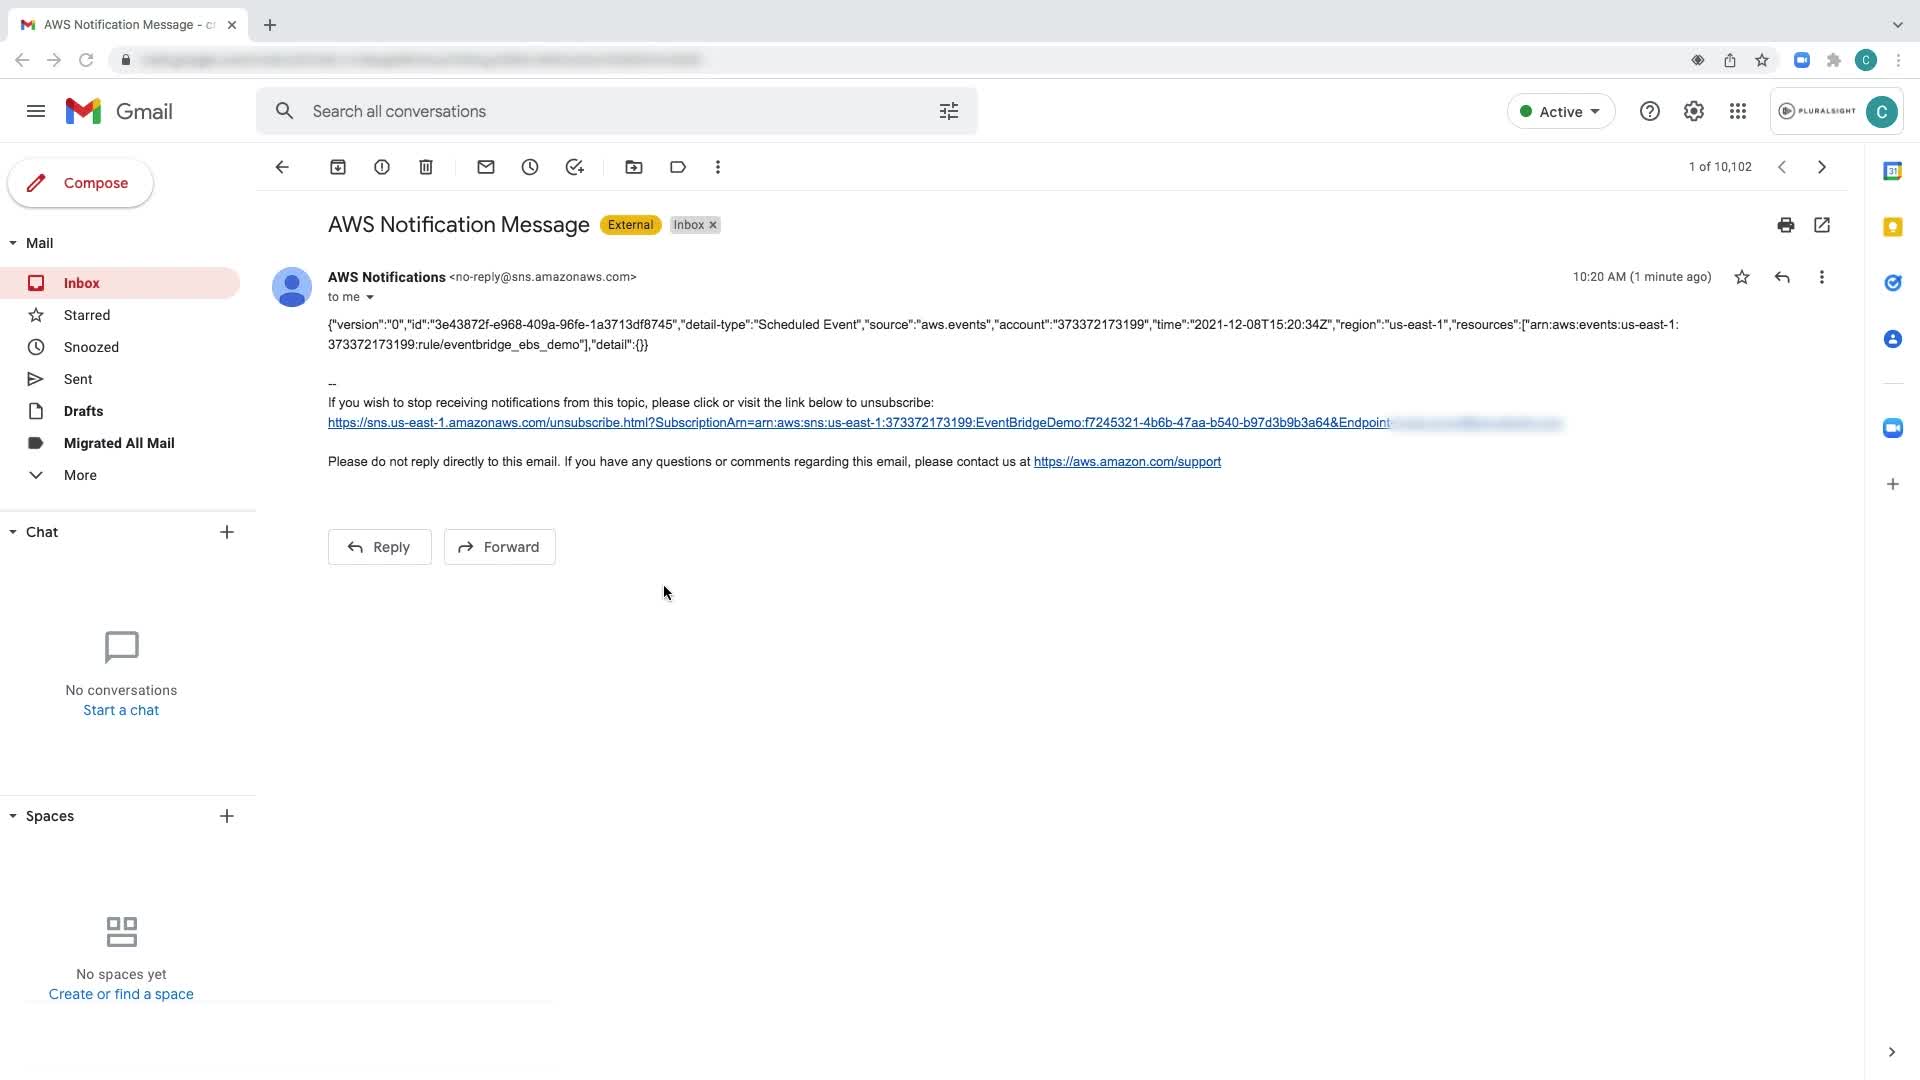 AWS Notification Message - c
Gmail
Search all conversations
Active
PLURALSIGHT
C
C
Compose
1 of 10,102
31
Mail
Inbox
Starred
Snoozed
Sent
Drafts
Migrated All Mail
More
AWS Notification Message External Inbox ×
AWS Notifications <no-reply@sns.amazonaws.com>
10:20 AM (1 minute ago)
to me
{"version":"0","id":"3e43872f-e968-409a-96fe-1a3713df8745","detail-type":"Scheduled Event","source":"aws.events","account":"373372173199","time":"2021-12-08T15:20:34Z","region":"us-east-1","resources":["arn:aws:events:us-east-1:
373372173199:rule/eventbridge_ebs_demo"],"detail":{}}
--
If you wish to stop receiving notifications from this topic, please click or visit the link below to unsubscribe:
https://sns.us-east-1.amazonaws.com/unsubscribe.html?SubscriptionArn=arn:aws:sns:us-east-1:373372173199:EventBridgeDemo:f7245321-4b6b-47aa-b540-b97d3b9b3a64&Endpoint
Please do not reply directly to this email. If you have any questions or comments regarding this email, please contact us at https://aws.amazon.com/support
Reply
Forward
Chat
No conversations
Start a chat
Spaces
No spaces yet
Create or find a space